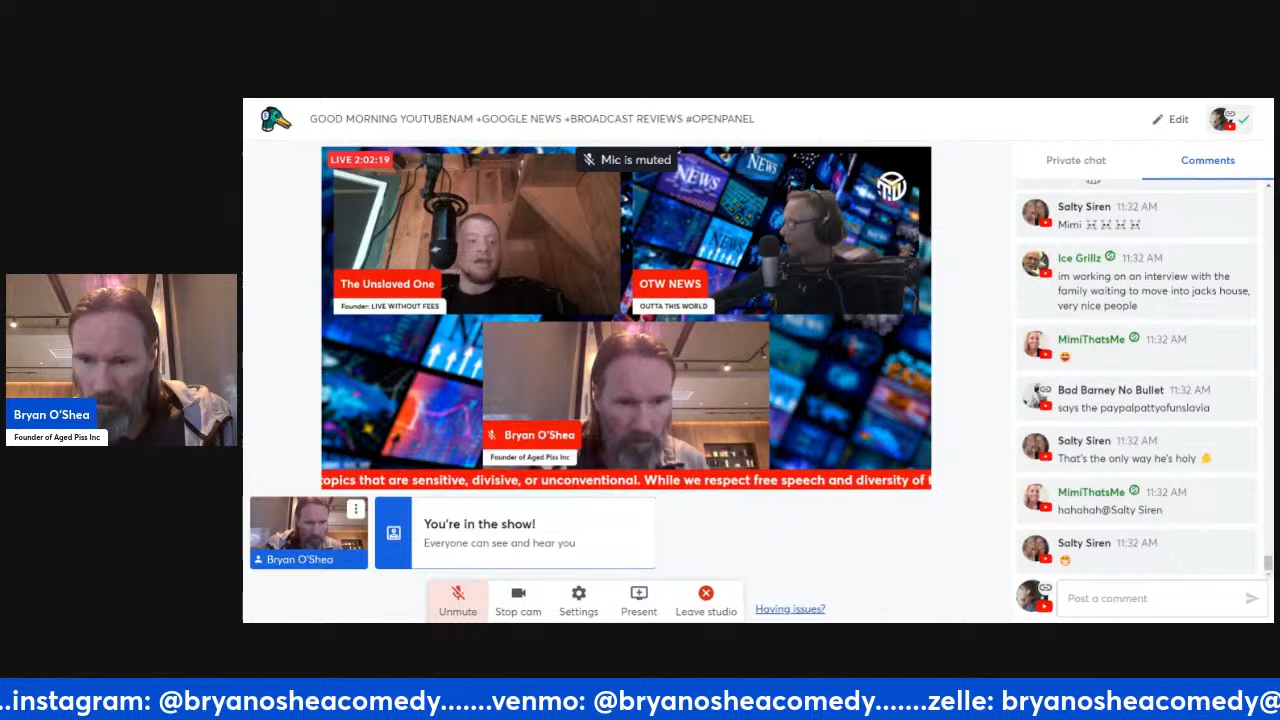 GOOD MORNING YOUTUBENAM +GOOGLE NEWS +BROADCAST REVIEWS #OPENPANEL
Edit
LIVE 2:02:19
Mic is muted
Private chat
Comments
NEWS
NEWS
NEWS
The Unslaved One
Founder: LIVE WITHOUT FEES
OTW NEWS
OUTTA THIS WORLD
Bryan O'Shea
Founder of Aged Piss Inc
Bryan O'Shea
Founder of Aged Piss Inc
topics that are sensitive, divisive, or unconventional. While we respect free speech and diversity of
Salty Siren 11:32 AM
Mimi
Ice Grillz 11:32 AM
im working on an interview with the
family waiting to move into jacks house,
very nice people
MimiThatsMe 11:32 AM
😄
Bad Barney No Bullet 11:32 AM
says the paypalpattyofunslavia
Salty Siren 11:32 AM
That's the only way he's holy
MimiThatsMe 11:32 AM
hahahah@Salty Siren
Salty Siren 11:32 AM
Bryan O'Shea
You're in the show!
Everyone can see and hear you
Unmute
Stop cam
Settings
Present
Leave studio
Having issues?
Post a comment
..instagram: @bryanosheacomedy.......venmo: @bryanosheacomedy.......zelle: bryanosheacomedy@